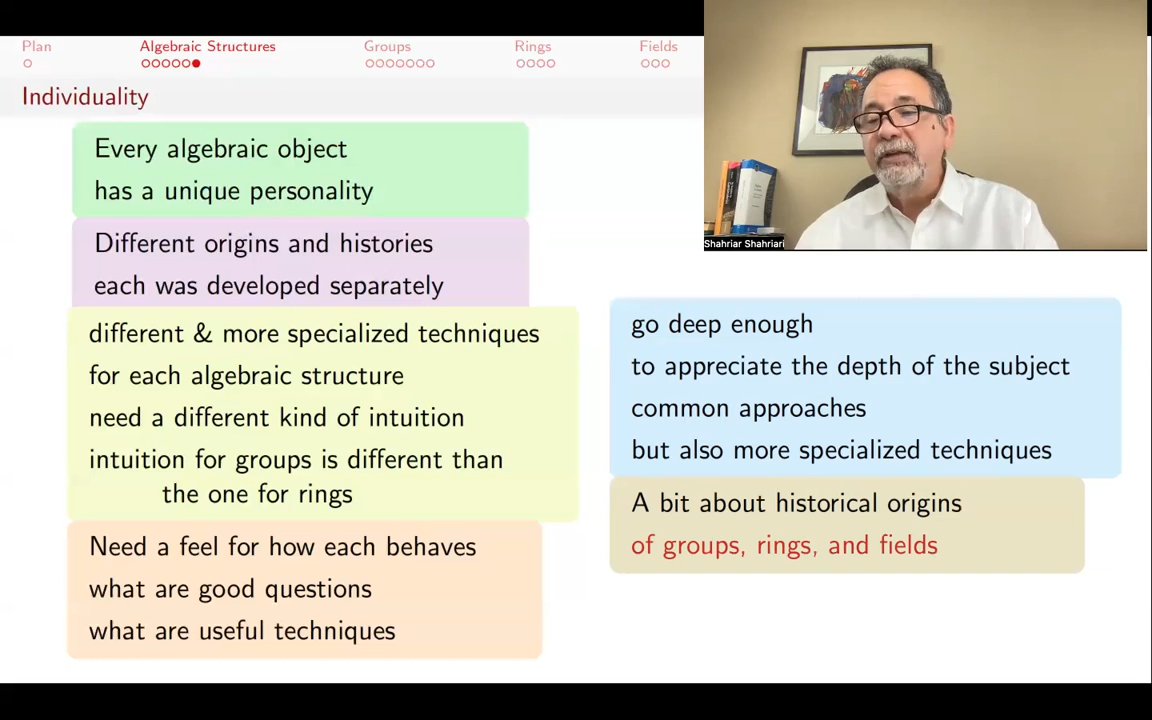 Plan
Algebraic Structures
Groups
Rings
Fields
Individuality
Every algebraic object
has a unique personality
Different origins and histories
each was developed separately
different & more specialized techniques
for each algebraic structure
need a different kind of intuition
intuition for groups is different than
the one for rings
Need a feel for how each behaves
what are good questions
what are useful techniques
go deep enough
to appreciate the depth of the subject
common approaches
but also more specialized techniques
A bit about historical origins
of groups, rings, and fields
Shahriar Shahriari